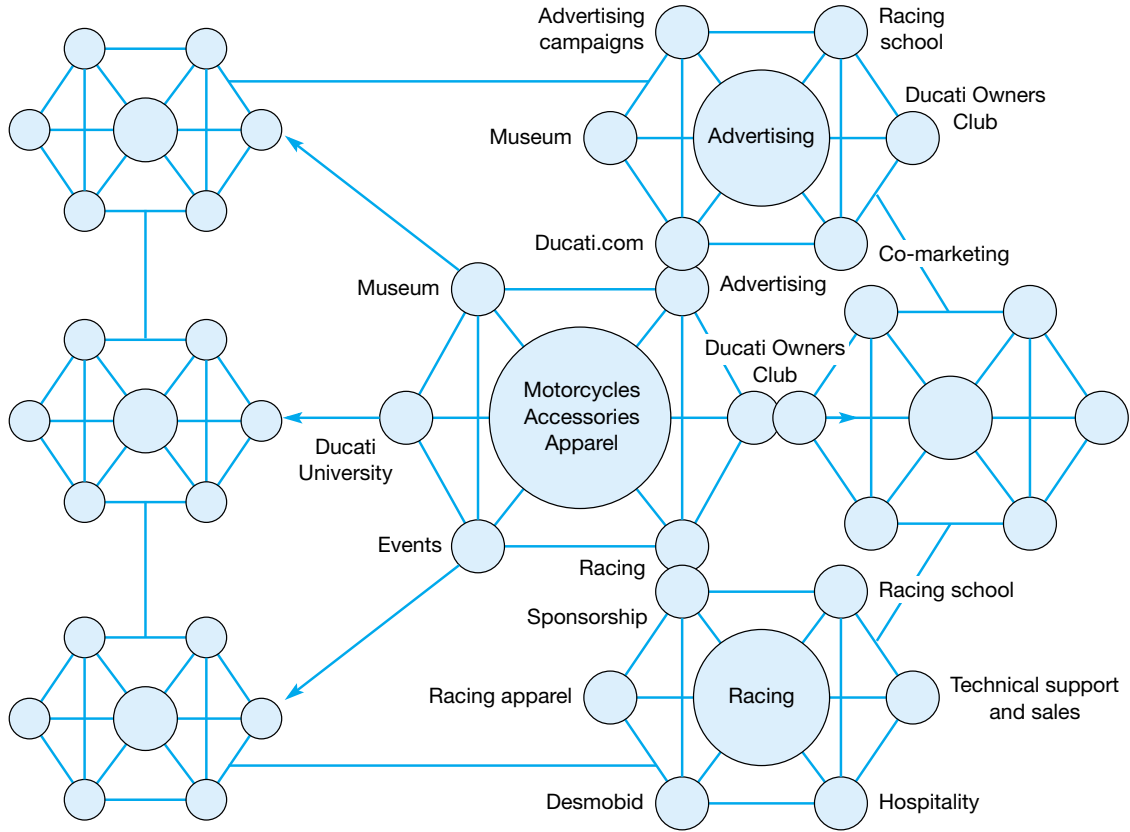 Advertising
campaigns
Racing
school
Museum
Advertising
Ducati Owners
Club
Ducati.com
Co-marketing
Museum
Advertising
Ducati Owners
Club
Motorcycles
Accessories
Apparel
Ducati
University
Events
Racing
Sponsorship
Racing school
Racing apparel
Racing
Technical support
and sales
Desmobid
Hospitality